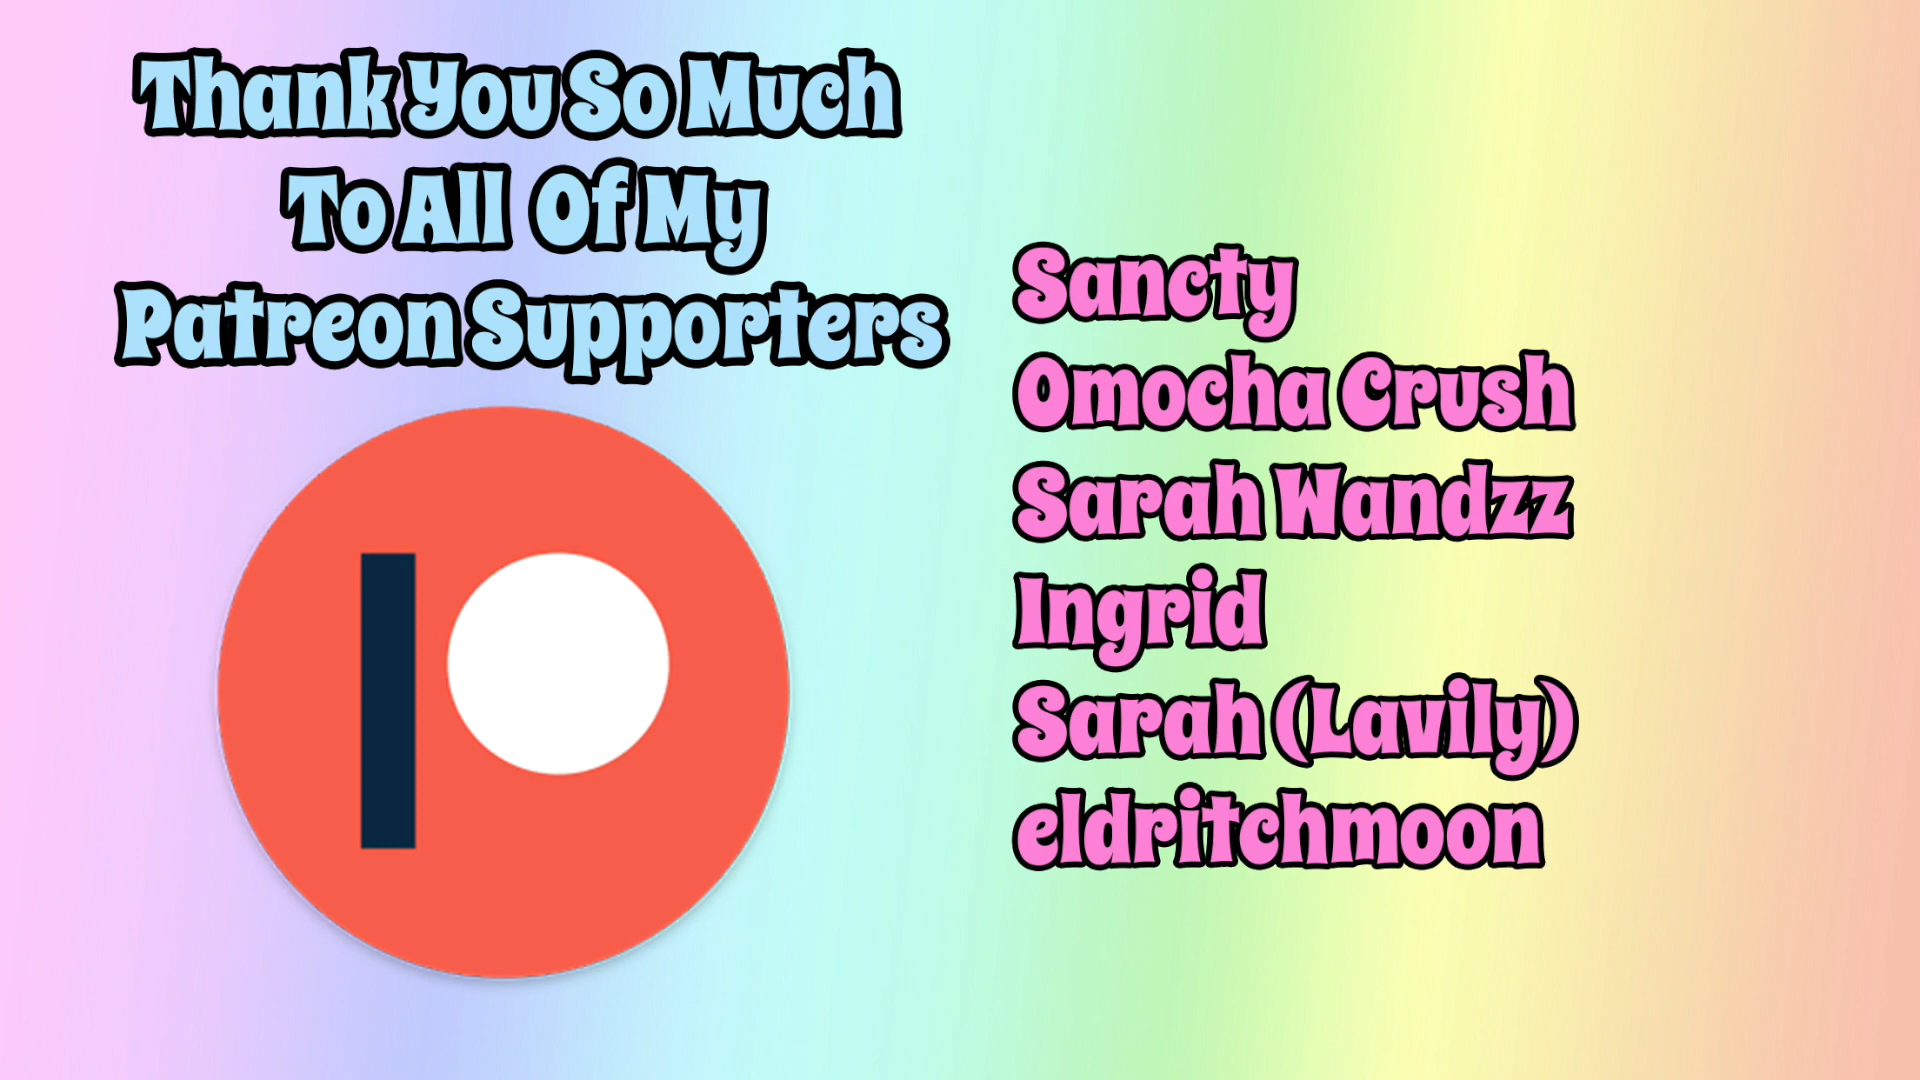 Thank You So Much
To All Of My
Patreon Supporters
Sancty
Omocha Crush
Sarah Wandzz
Ingrid
Sarah (Lavily)
eldritchmoon